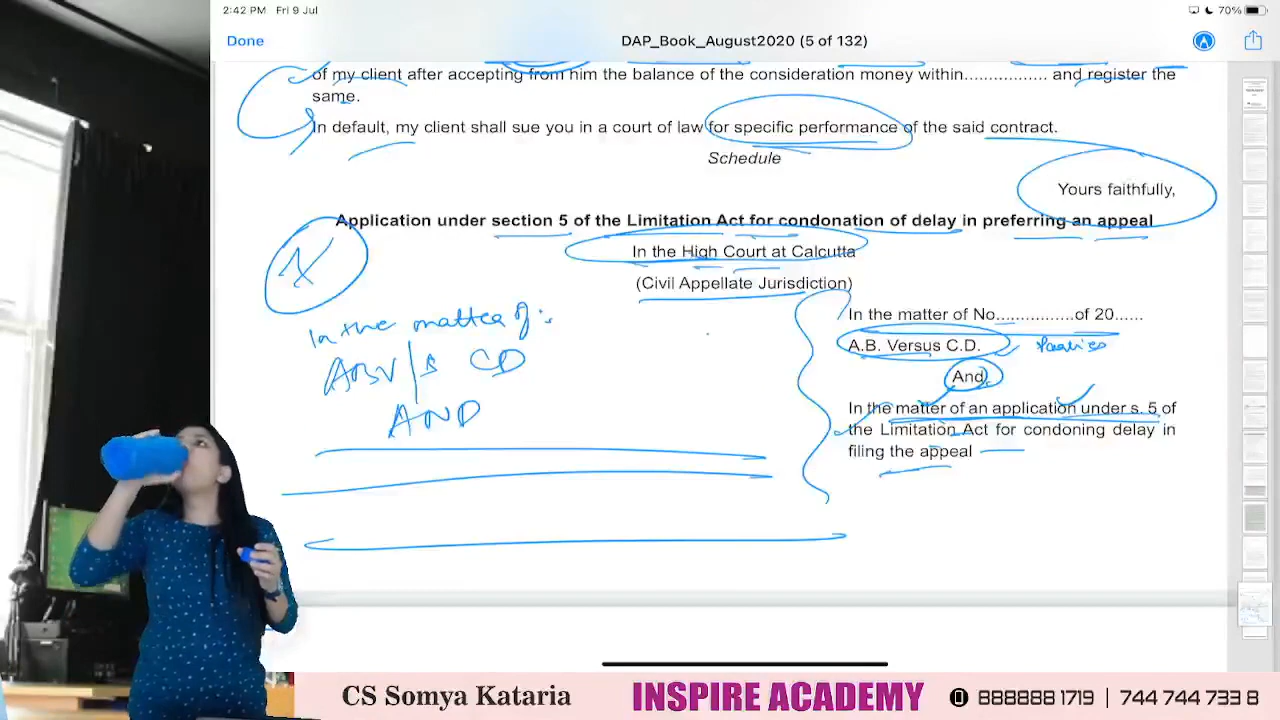 2:42 PM Fri 9 Jul
70%
Done
DAP_Book_August2020 (5 of 132)
of my client after accepting from him the balance of the consideration money within................. and register the
same.
In default, my client shall sue you in a court of law for specific performance of the said contract.
Schedule
Yours faithfully,
Application under section 5 of the Limitation Act for condonation of delay in preferring an appeal
In the High Court at Calcutta
(Civil Appellate Jurisdiction)
In the matter of No................of 20......
A.B. Versus C.D.
Parties
And
In the matter of an application under s. 5 of
the Limitation Act for condoning delay in
filing the appeal
In the matter of :
AB V/s CD
AND
CS Somya Kataria
INSPIRE ACADEMY
888888 1719 | 744 744 733 8